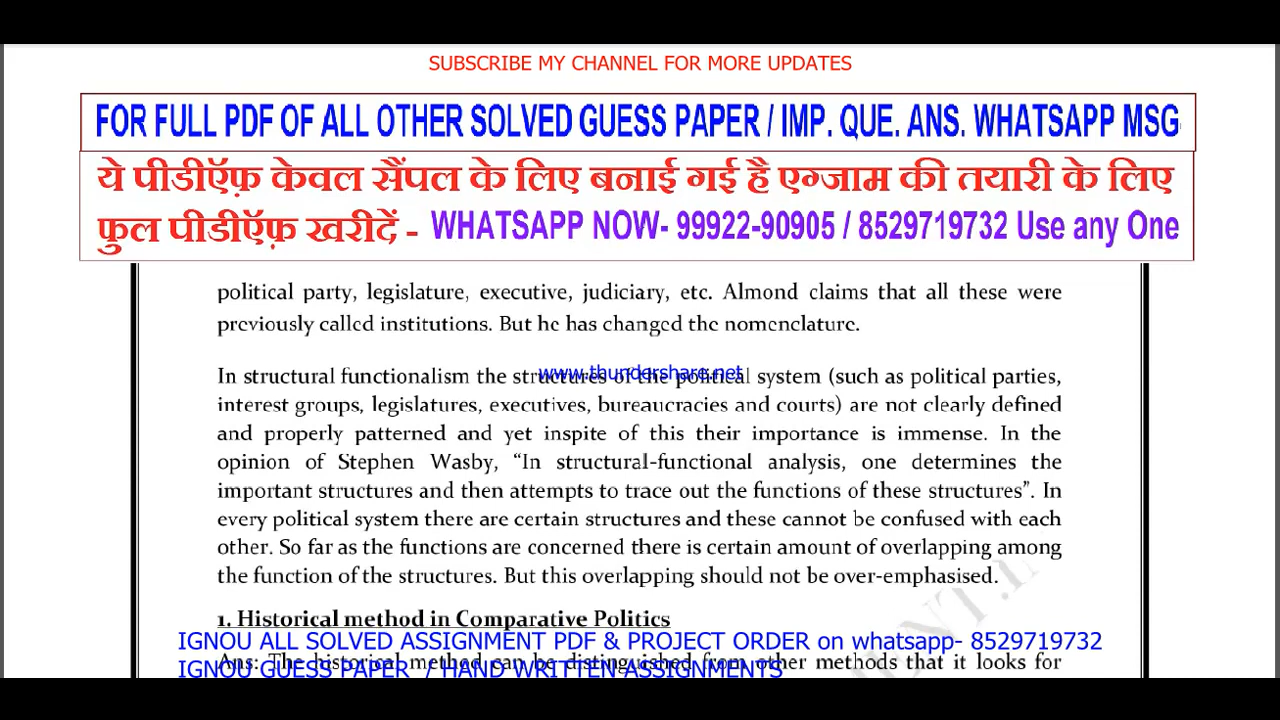 SUBSCRIBE MY CHANNEL FOR MORE UPDATES
FOR FULL PDF OF ALL OTHER SOLVED GUESS PAPER / IMP. QUE. ANS. WHATSAPP MSG
ये पीडीऍफ़ केवल सैंपल के लिए बनाई गई है एग्जाम की तयारी के लिए
फुल पीडीऍफ़ खरीदें - WHATSAPP NOW- 99922-90905 / 8529719732 Use any One
political party, legislature, executive, judiciary, etc. Almond claims that all these were
previously called institutions. But he has changed the nomenclature.
www.thundershare.net
In structural functionalism the structures of the political system (such as political parties,
interest groups, legislatures, executives, bureaucracies and courts) are not clearly defined
and properly patterned and yet inspite of this their importance is immense. In the
opinion of Stephen Wasby, “In structural-functional analysis, one determines the
important structures and then attempts to trace out the functions of these structures”. In
every political system there are certain structures and these cannot be confused with each
other. So far as the functions are concerned there is certain amount of overlapping among
the function of the structures. But this overlapping should not be over-emphasised.
1. Historical method in Comparative Politics
IGNOU ALL SOLVED ASSIGNMENT PDF & PROJECT ORDER on whatsapp- 8529719732
Ans: The historical method can be distinguished from other methods that it looks for
IGNOU GUESS PAPER / HAND WRITTEN ASSIGNMENTS